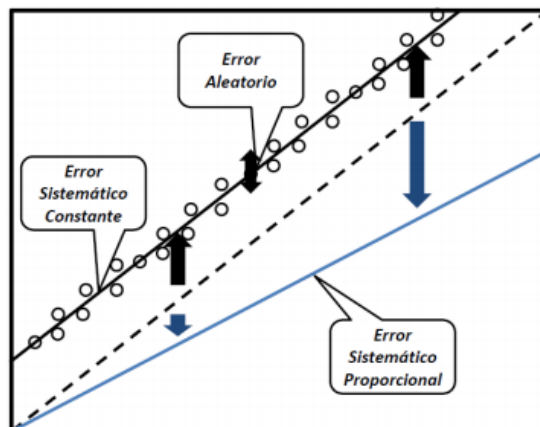 Error
Aleatorio
Error
Sistemático
Constante
Error
Sistemático
Proporcional